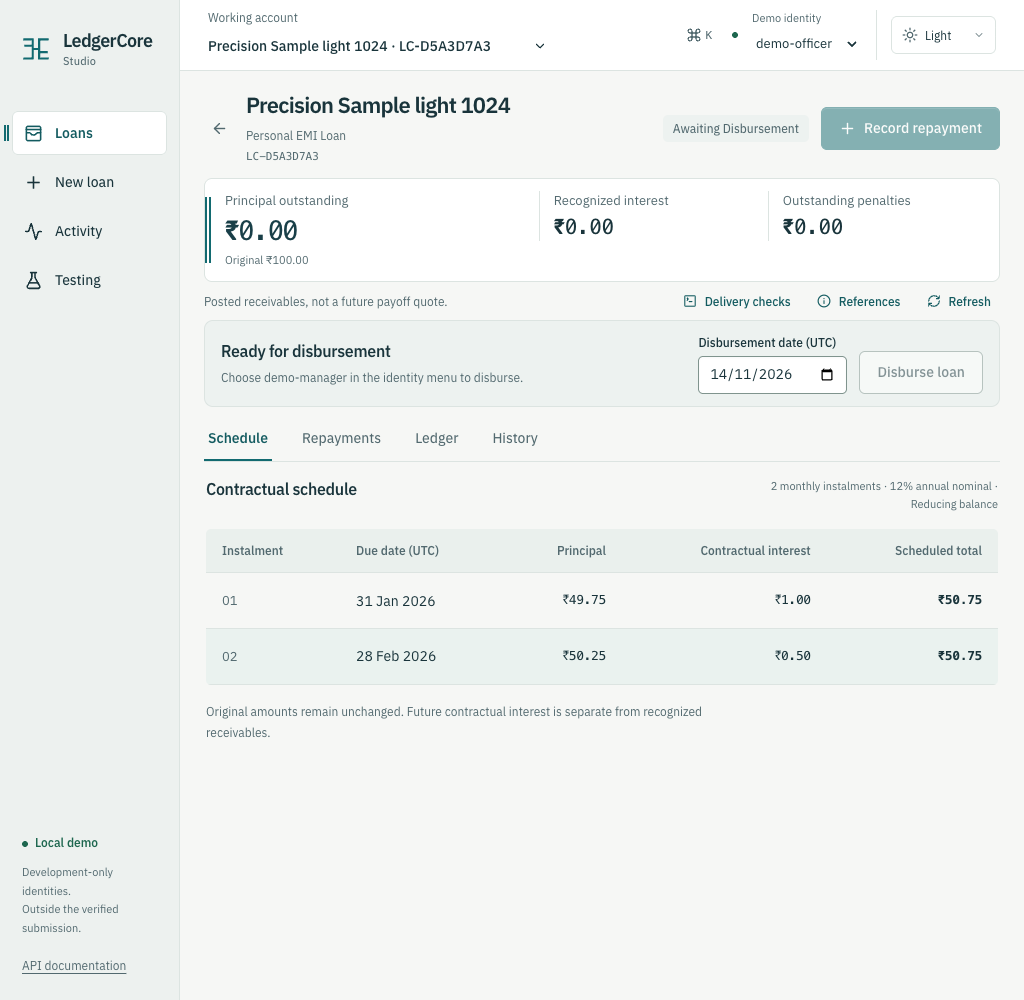 LedgerCore
Studio
Loans
New loan
Activity
Testing
Local demo
Development-only
identities.
Outside the verified
submission.
API documentation
Working account
Precision Sample light 1024 · LC-D5A3D7A3
⌘ K
Demo identity
demo-officer
Light
Precision Sample light 1024
Personal EMI Loan
LC-D5A3D7A3
Awaiting Disbursement
Record repayment
Principal outstanding
₹0.00
Original ₹100.00
Recognized interest
₹0.00
Outstanding penalties
₹0.00
Posted receivables, not a future payoff quote.
Delivery checks
References
Refresh
Ready for disbursement
Choose demo-manager in the identity menu to disburse.
Disbursement date (UTC)
14/11/2026
Disburse loan
Schedule Repayments Ledger History
Contractual schedule
2 monthly instalments · 12% annual nominal ·
Reducing balance
Instalment Due date (UTC) Principal Contractual interest Scheduled total
01 31 Jan 2026 ₹49.75 ₹1.00 ₹50.75
02 28 Feb 2026 ₹50.25 ₹0.50 ₹50.75
Original amounts remain unchanged. Future contractual interest is separate from recognized
receivables.